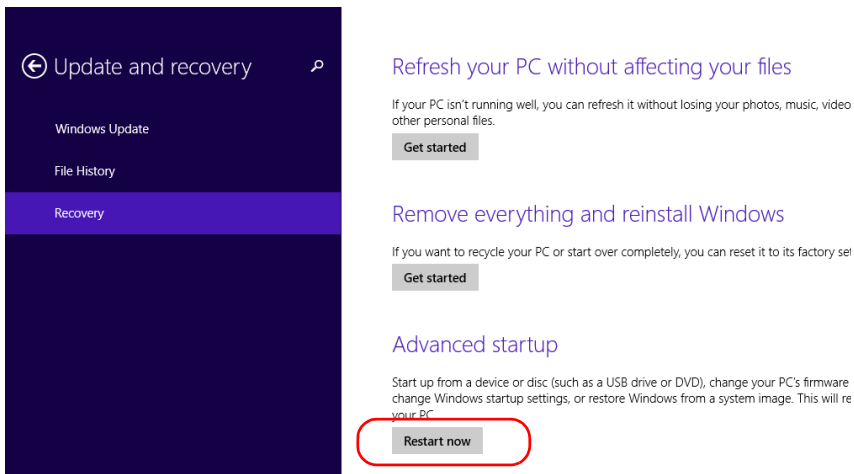 Update and recovery
Windows Update
File History
Recovery
Refresh your PC without affecting your files
If your PC isn't running well, you can refresh it without losing your photos, music, video
other personal files.
Get started
Remove everything and reinstall Windows
If you want to recycle your PC or start over completely, you can reset it to its factory set
Get started
Advanced startup
Start up from a device or disc (such as a USB drive or DVD), change your PC's firmware
change Windows startup settings, or restore Windows from a system image. This will re
your PC
Restart now